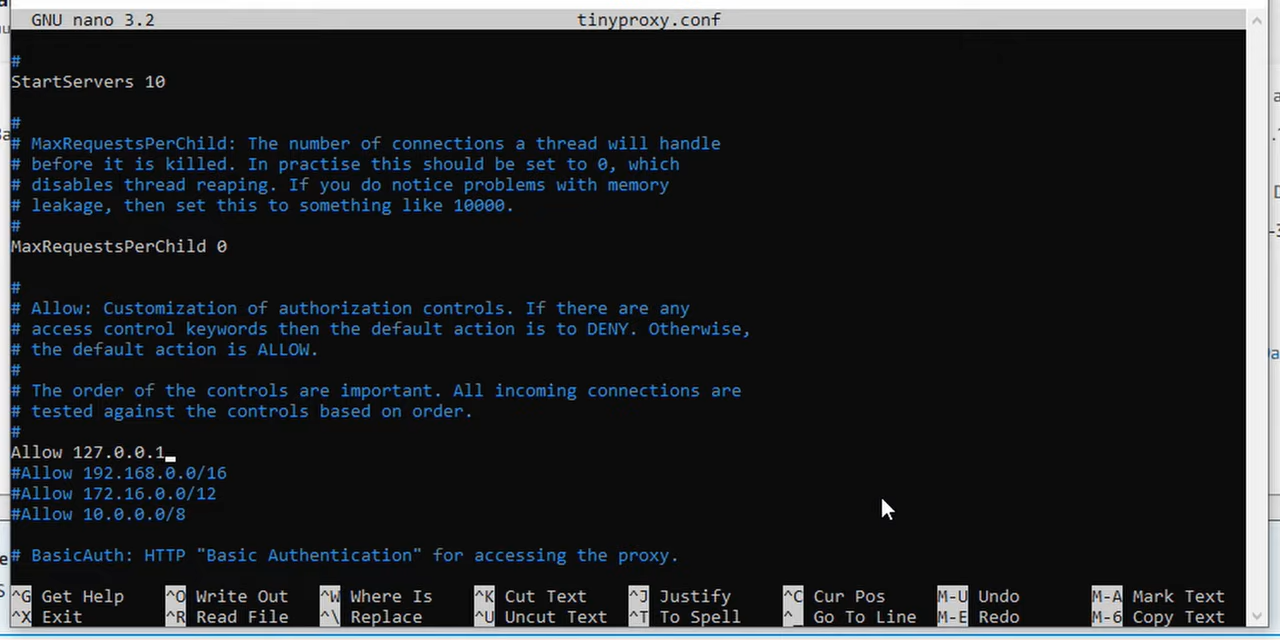 GNU nano 3.2 tinyproxy.conf
#
StartServers 10
#
# MaxRequestsPerChild: The number of connections a thread will handle
# before it is killed. In practise this should be set to 0, which
# disables thread reaping. If you do notice problems with memory
# leakage, then set this to something like 10000.
#
MaxRequestsPerChild 0
#
# Allow: Customization of authorization controls. If there are any
# access control keywords then the default action is to DENY. Otherwise,
# the default action is ALLOW.
#
# The order of the controls are important. All incoming connections are
# tested against the controls based on order.
#
Allow 127.0.0.1
#Allow 192.168.0.0/16
#Allow 172.16.0.0/12
#Allow 10.0.0.0/8
# BasicAuth: HTTP "Basic Authentication" for accessing the proxy.
^G Get Help ^O Write Out ^W Where Is ^K Cut Text ^J Justify ^C Cur Pos M-U Undo M-A Mark Text
^X Exit ^R Read File ^\ Replace ^U Uncut Text ^T To Spell ^_ Go To Line M-E Redo M-6 Copy Text